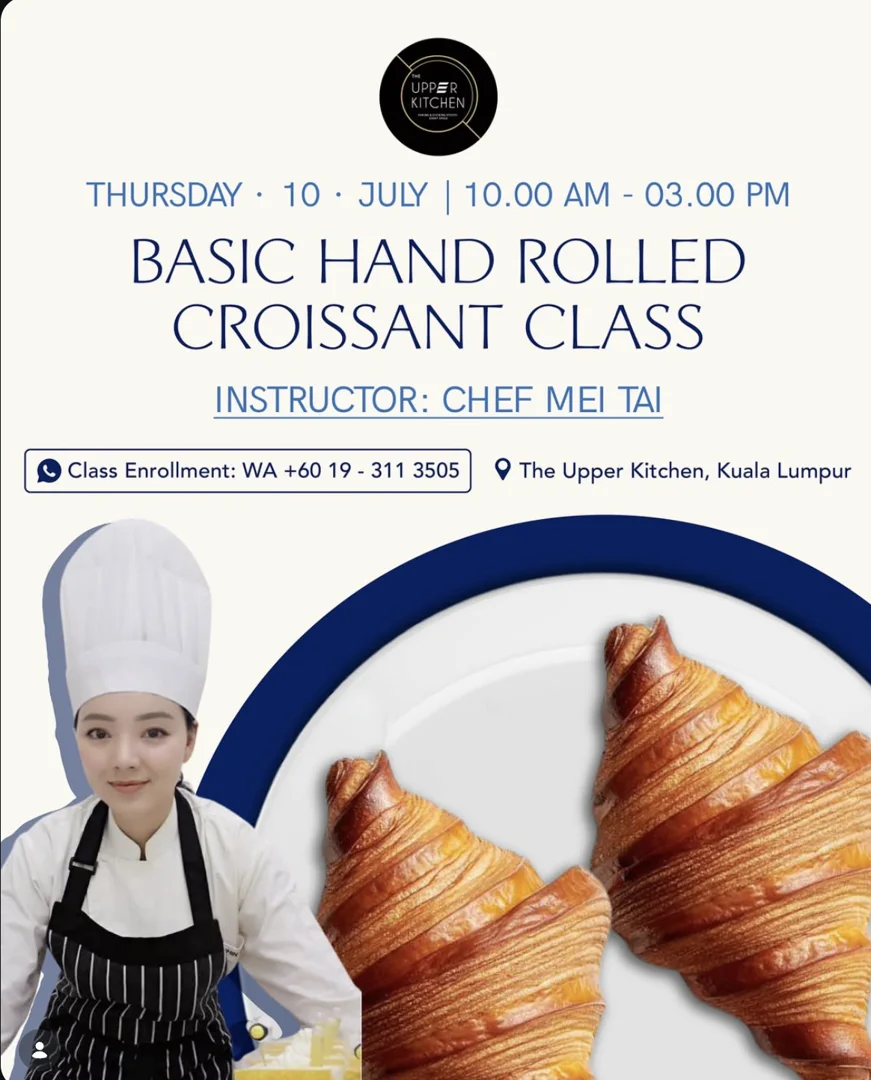 THE
UPPER
KITCHEN
THURSDAY · 10 · JULY | 10.00 AM - 03.00 PM
BASIC HAND ROLLED
CROISSANT CLASS
INSTRUCTOR: CHEF MEI TAI
Class Enrollment: WA +60 19 - 311 3505
The Upper Kitchen, Kuala Lumpur